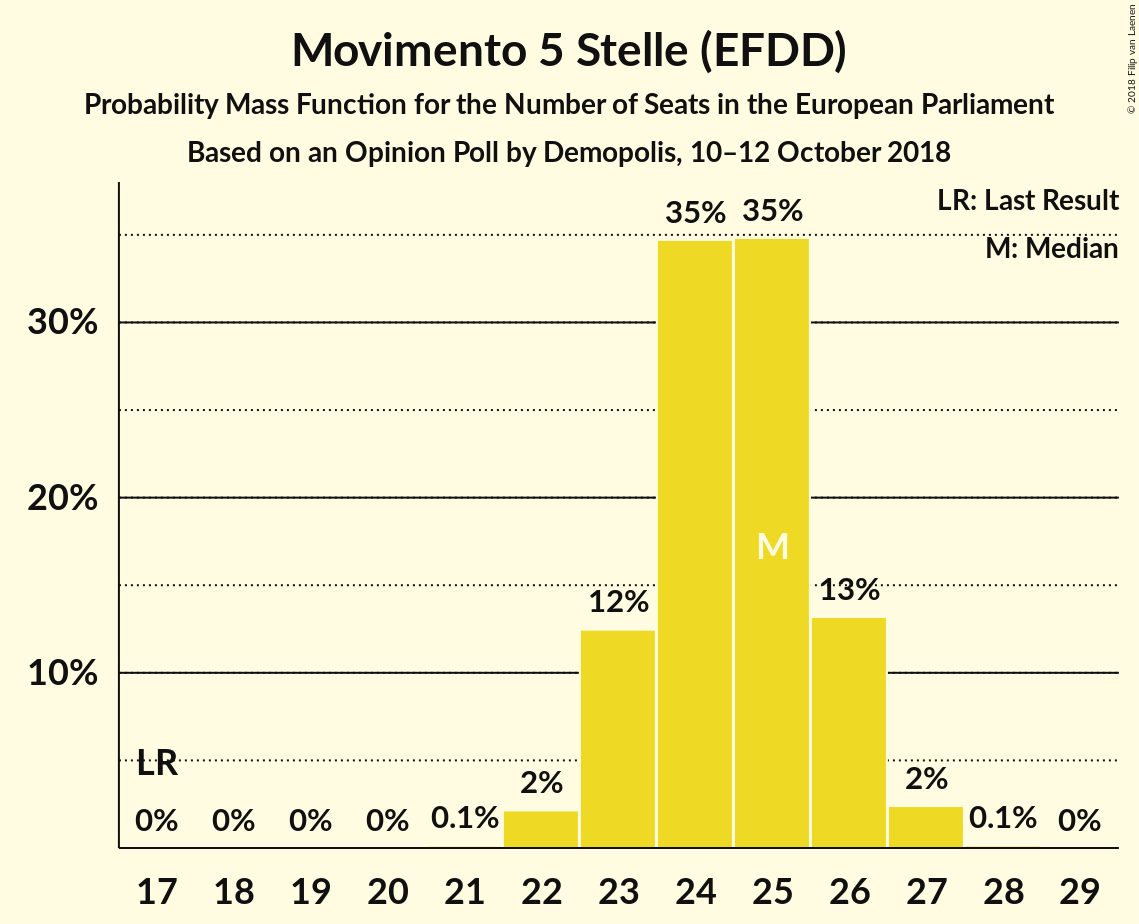 Movimento 5 Stelle (EFDD)
Probability Mass Function for the Number of Seats in the European Parliament
Based on an Opinion Poll by Demopolis, 10–12 October 2018
© 2018 Filip van Laenen
LR: Last Result
M: Median
35% 35%
30%
20%
M
13%
12%
10%
LR
2% 2%
0% 0% 0% 0% 0.1% 0.1% 0%
17 18 19 20 21 22 23 24 25 26 27 28 29